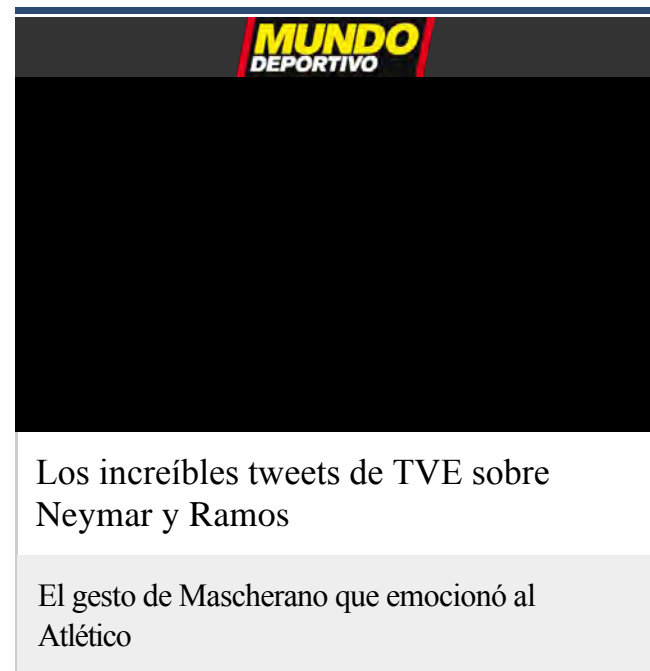 MUNDO
DEPORTIVO
Los increíbles tweets de TVE sobre
Neymar y Ramos
El gesto de Mascherano que emocionó al
Atlético